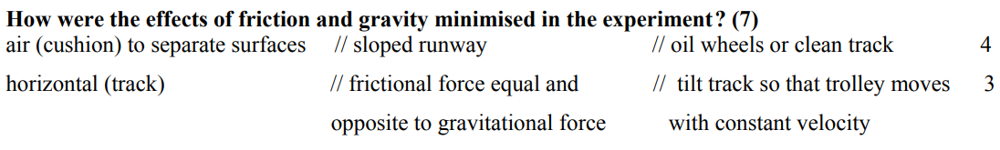 How were the effects of friction and gravity minimised in the experiment? (7)
air (cushion) to separate surfaces // sloped runway // oil wheels or clean track 4
horizontal (track) // frictional force equal and // tilt track so that trolley moves 3
opposite to gravitational force with constant velocity